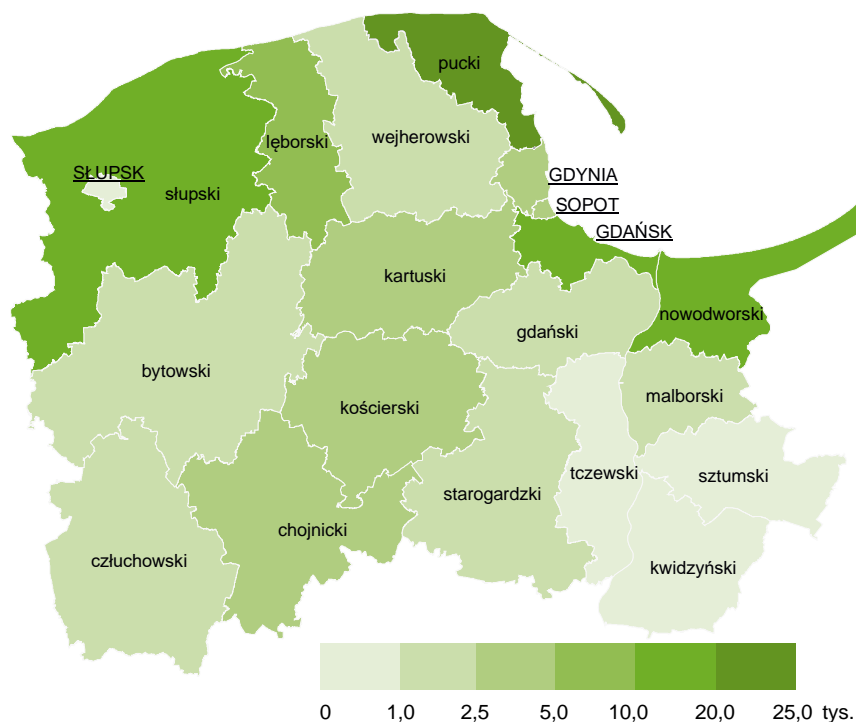 pucki
wejherowski
lęborski
SŁUPSK
słupski
GDYNIA
SOPOT
GDAŃSK
kartuski
nowodworski
gdański
bytowski
malborski
kościerski
tczewski
sztumski
starogardzki
chojnicki
człuchowski
kwidzyński
0 1,0 2,5 5,0 10,0 20,0 25,0 tys.